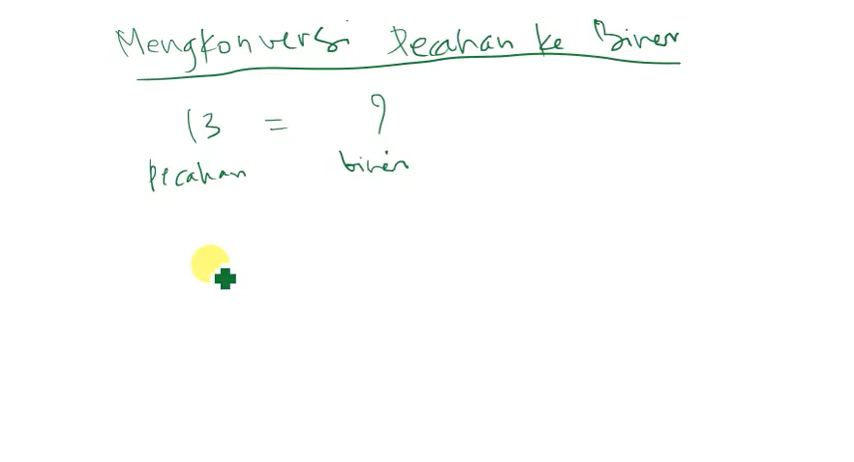 Mengkonversi Pecahan ke Biner
13 = ?
Pecahan biner